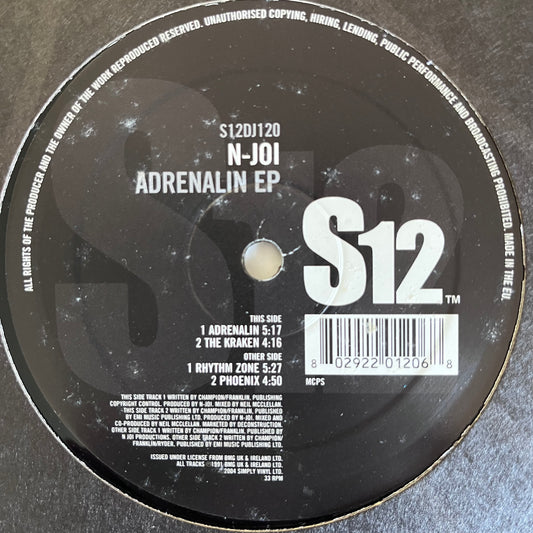 ALL RIGHTS OF THE PRODUCER AND THE OWNER OF THE WORK REPRODUCED RESERVED. UNAUTHORISED COPYING, HIRING, LENDING, PUBLIC PERFORMANCE AND BROADCASTING PROHIBITED. MADE IN THE EU.
S12
S12DJ120
N-JOI
ADRENALIN EP
S12™
THIS SIDE
1 ADRENALIN 5:17
2 THE KRAKEN 4:16
OTHER SIDE
1 RHYTHM ZONE 5:27
2 PHOENIX 4:50
8 02922 01206 8
MCPS
THIS SIDE TRACK 1 WRITTEN BY CHAMPION/FRANKLIN. PUBLISHING
COPYRIGHT CONTROL. PRODUCED BY N-JOI. MIXED BY NEIL MCCLELLAN.
THIS SIDE TRACK 2 WRITTEN BY CHAMPION/FRANKLIN. PUBLISHED
BY EMI MUSIC PUBLISHING LTD. PRODUCED BY N-JOI. MIXED AND
CO-PRODUCED BY NEIL MCCLELLAN. MARKETED BY DECONSTRUCTION.
OTHER SIDE TRACK 1 WRITTEN BY CHAMPION/FRANKLIN. PUBLISHED BY
N JOI PRODUCTIONS. OTHER SIDE TRACK 2 WRITTEN BY CHAMPION/
FRANKLIN/RYDER. PUBLISHED BY EMI MUSIC PUBLISHING LTD.
ISSUED UNDER LICENSE FROM BMG UK & IRELAND LTD.
ALL TRACKS ℗1991 BMG UK & IRELAND LTD.
2004 SIMPLY VINYL LTD.
33 RPM